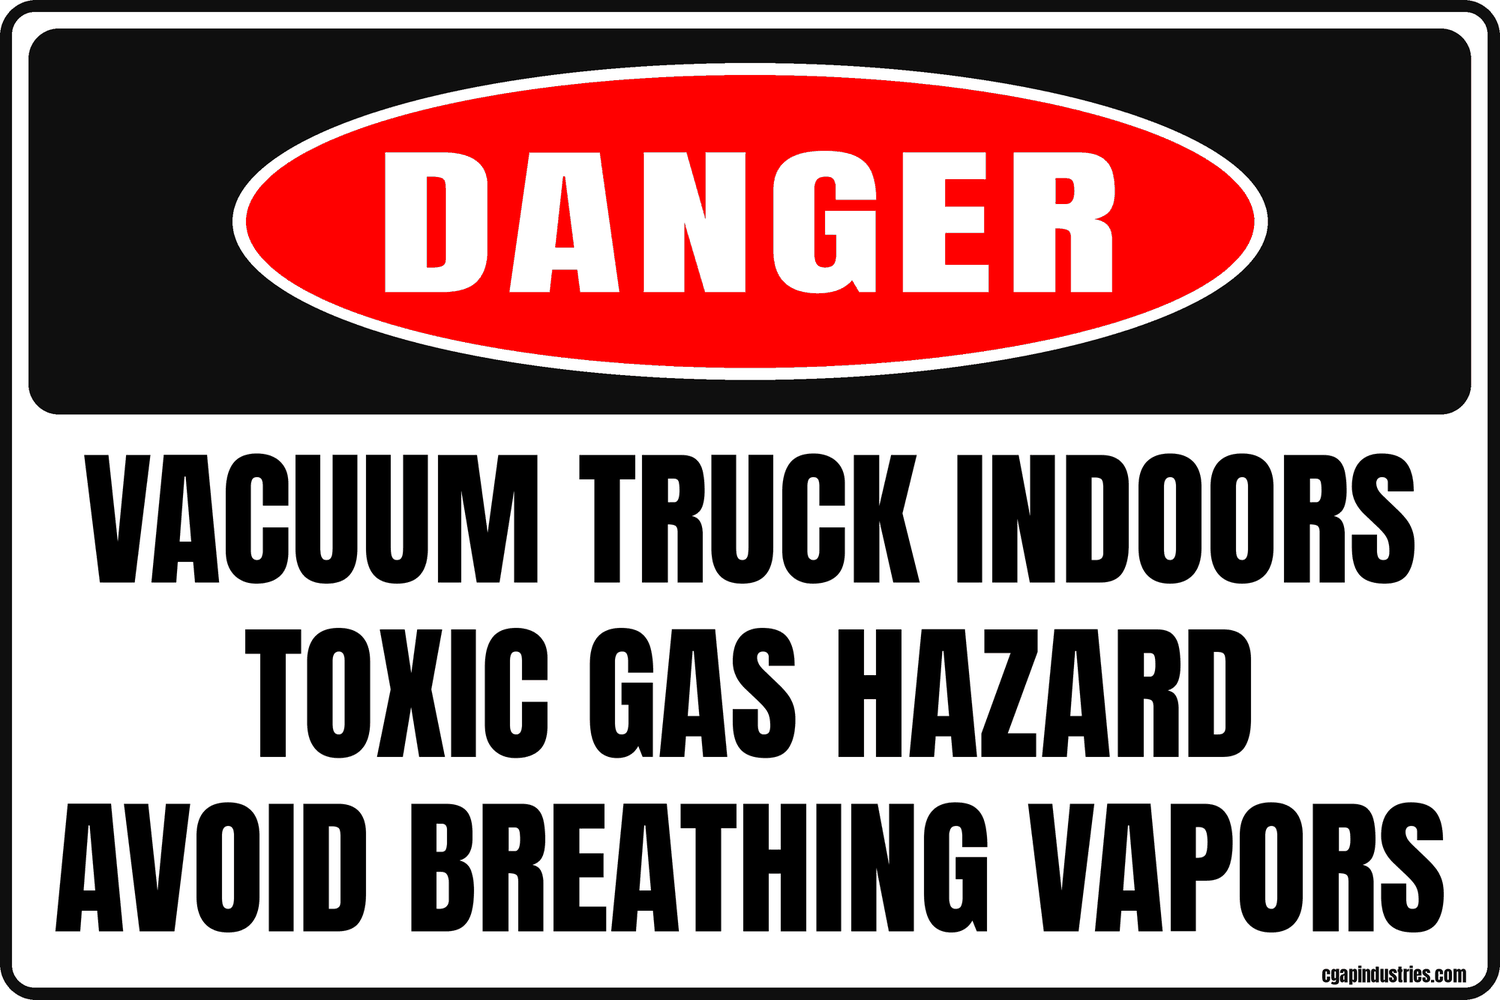 DANGER
VACUUM TRUCK INDOORS
TOXIC GAS HAZARD
AVOID BREATHING VAPORS
cgapindustries.com